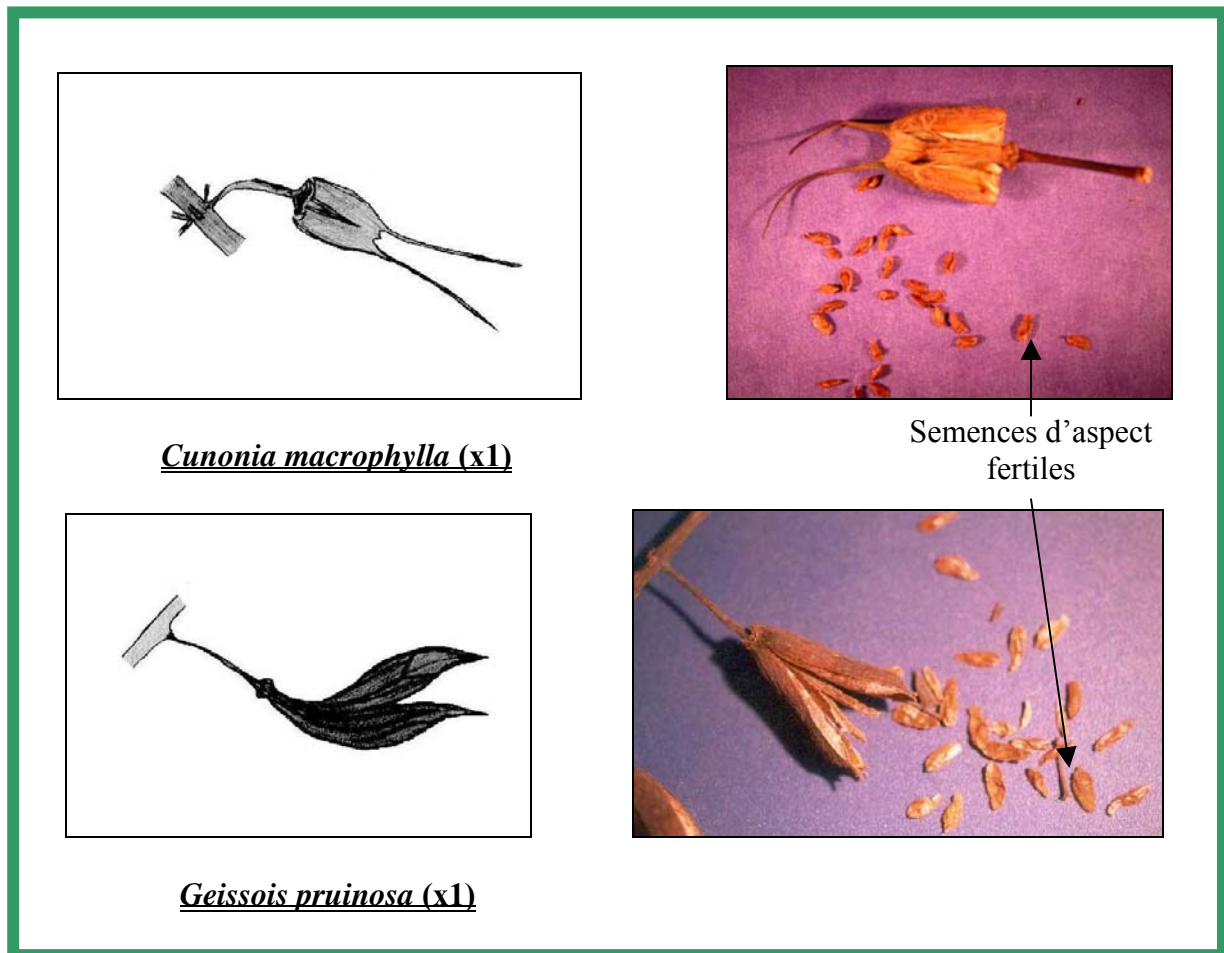 Cunonia macrophylla (x1)
Semences d'aspect
fertiles
Geissois pruinosa (x1)